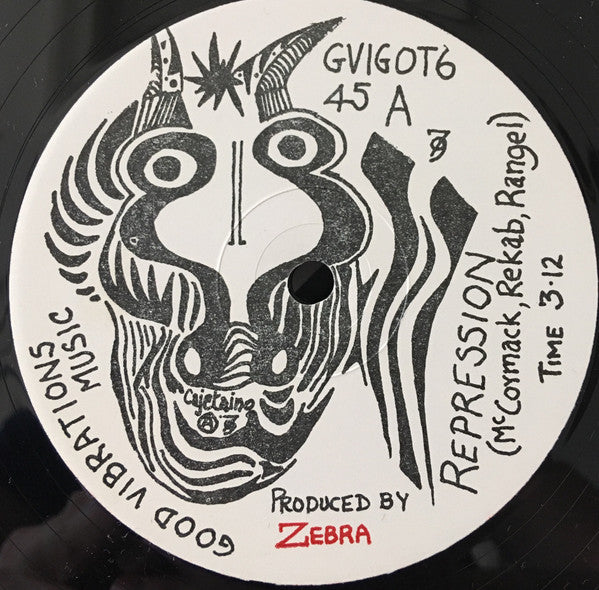 GVIGOT6
45 A
REPRESSION
(McCormack, Rekab, Rangel)
TIME 3·12
GOOD VIBRATIONS
MUSIC
Cajetaino
PRODUCED BY
ZEBRA